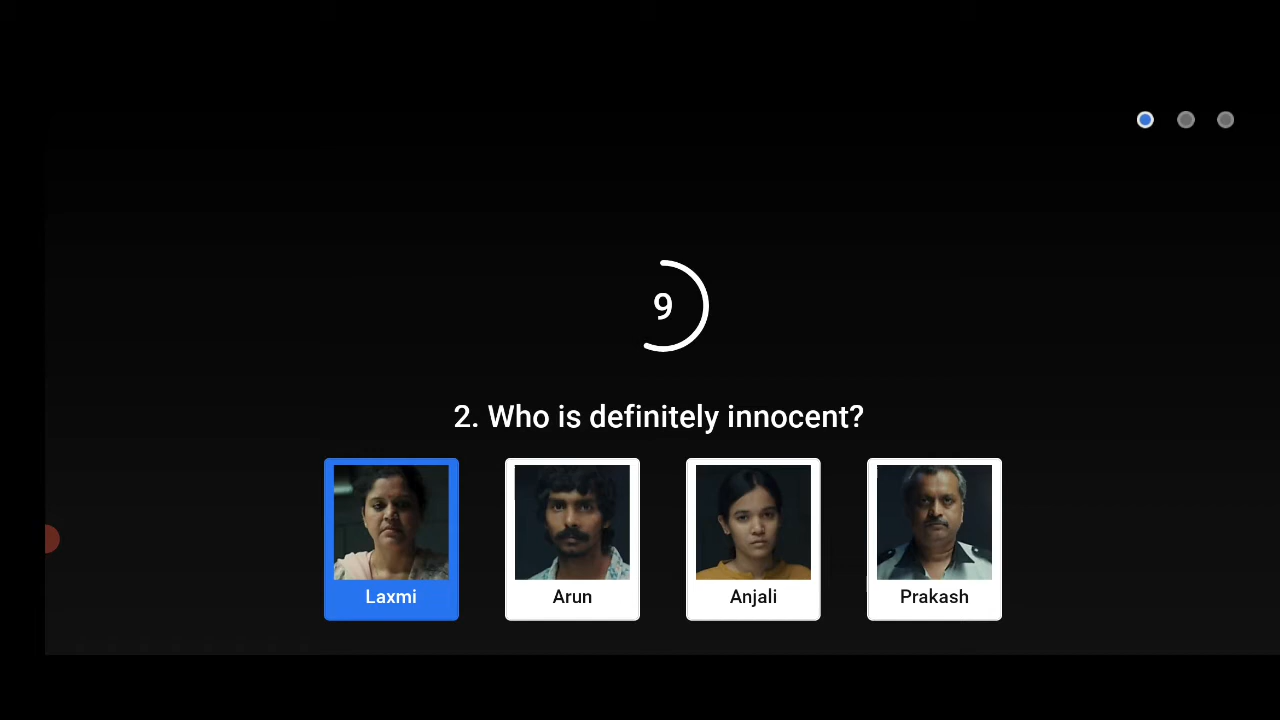 9
2. Who is definitely innocent?
Laxmi
Arun
Anjali
Prakash